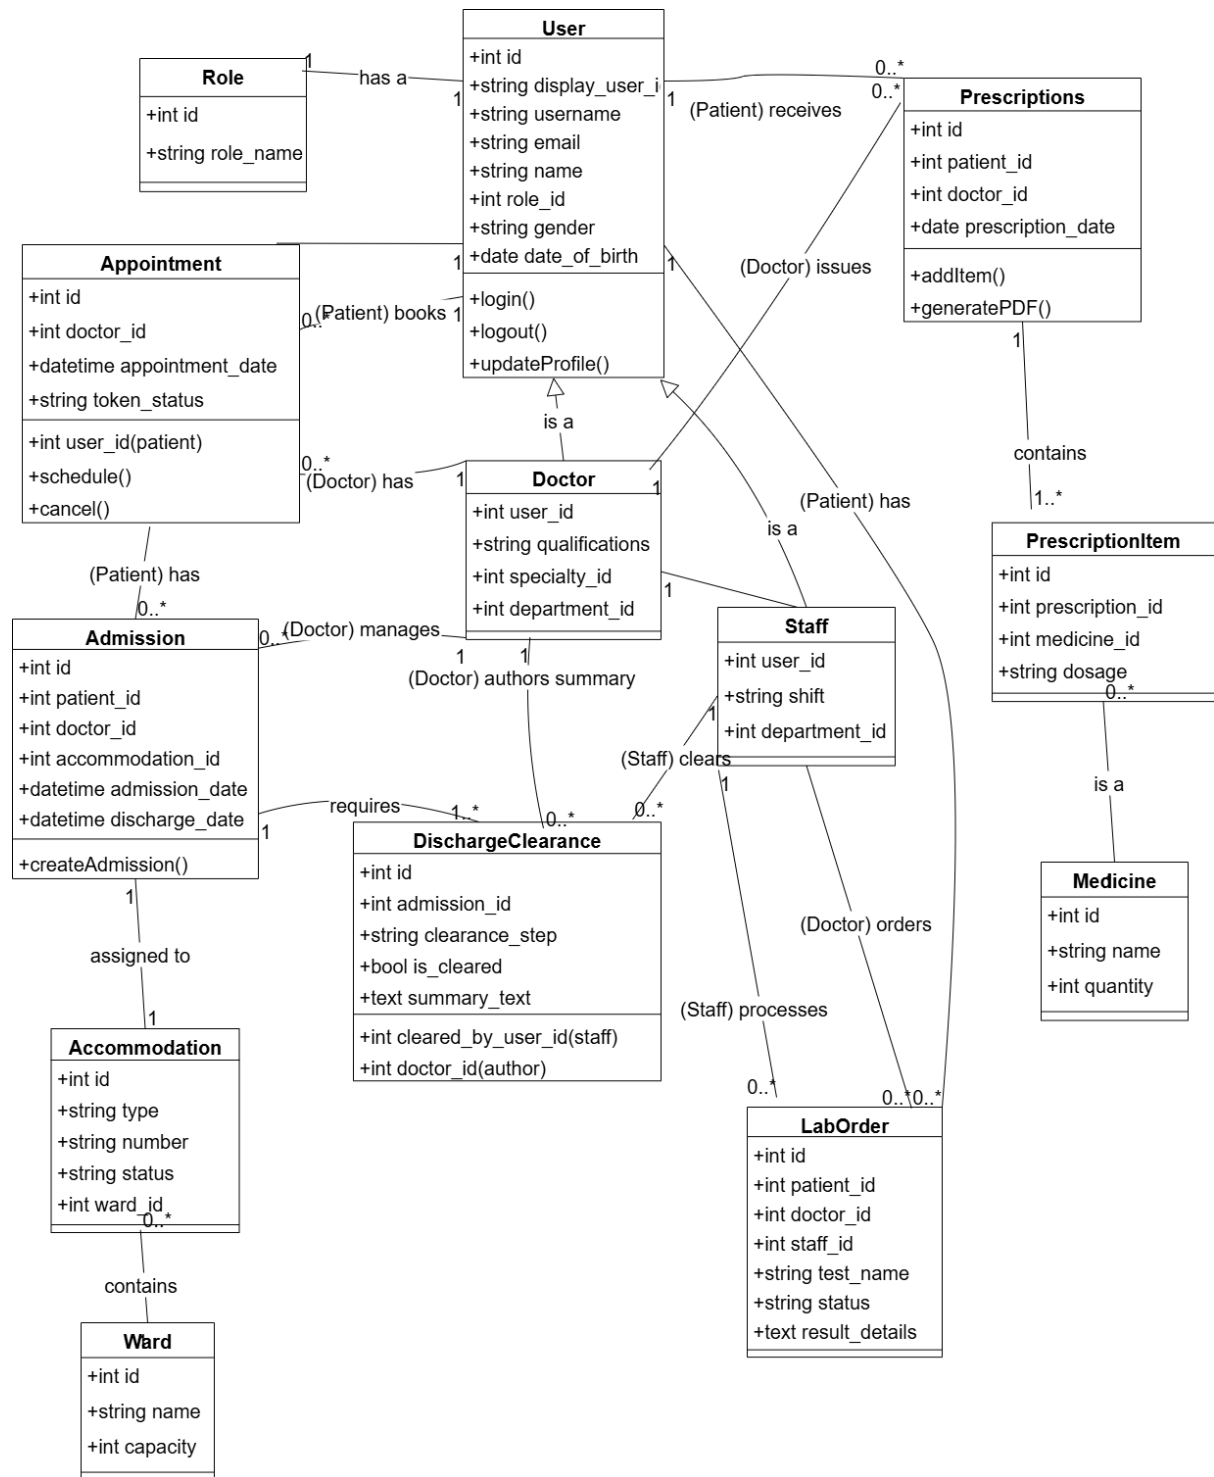 User
+int id
+string display_user_i
+string username
+string email
+string name
+int role_id
+string gender
+date date_of_birth
+login()
+logout()
+updateProfile()
Role
+int id
+string role_name
1
has a
1
1
(Patient) receives
0..*
0..*
Prescriptions
+int id
+int patient_id
+int doctor_id
+date prescription_date
+addItem()
+generatePDF()
1
Appointment
+int id
+int doctor_id
+datetime appointment_date
+string token_status
+int user_id(patient)
+schedule()
+cancel()
1
0..*
(Patient) books
1
1
(Doctor) issues
is a
0..*
(Doctor) has
1
Doctor
+int user_id
+string qualifications
+int specialty_id
+int department_id
1
1
is a
(Patient) has
contains
1..*
PrescriptionItem
+int id
+int prescription_id
+int medicine_id
+string dosage
0..*
is a
Medicine
+int id
+string name
+int quantity
(Patient) has
0..*
Admission
+int id
+int patient_id
+int doctor_id
+int accommodation_id
+datetime admission_date
+datetime discharge_date
+createAdmission()
0..*
(Doctor) manages
1
1
(Doctor) authors summary
Staff
+int user_id
+string shift
+int department_id
1
(Staff) clears
1
0..*
requires
1
1..*
0..*
DischargeClearance
+int id
+int admission_id
+string clearance_step
+bool is_cleared
+text summary_text
+int cleared_by_user_id(staff)
+int doctor_id(author)
(Doctor) orders
(Staff) processes
0..*
0..*
0..*
LabOrder
+int id
+int patient_id
+int doctor_id
+int staff_id
+string test_name
+string status
+text result_details
1
assigned to
1
Accommodation
+int id
+string type
+string number
+string status
+int ward_id
0..*
contains
Ward
+int id
+string name
+int capacity